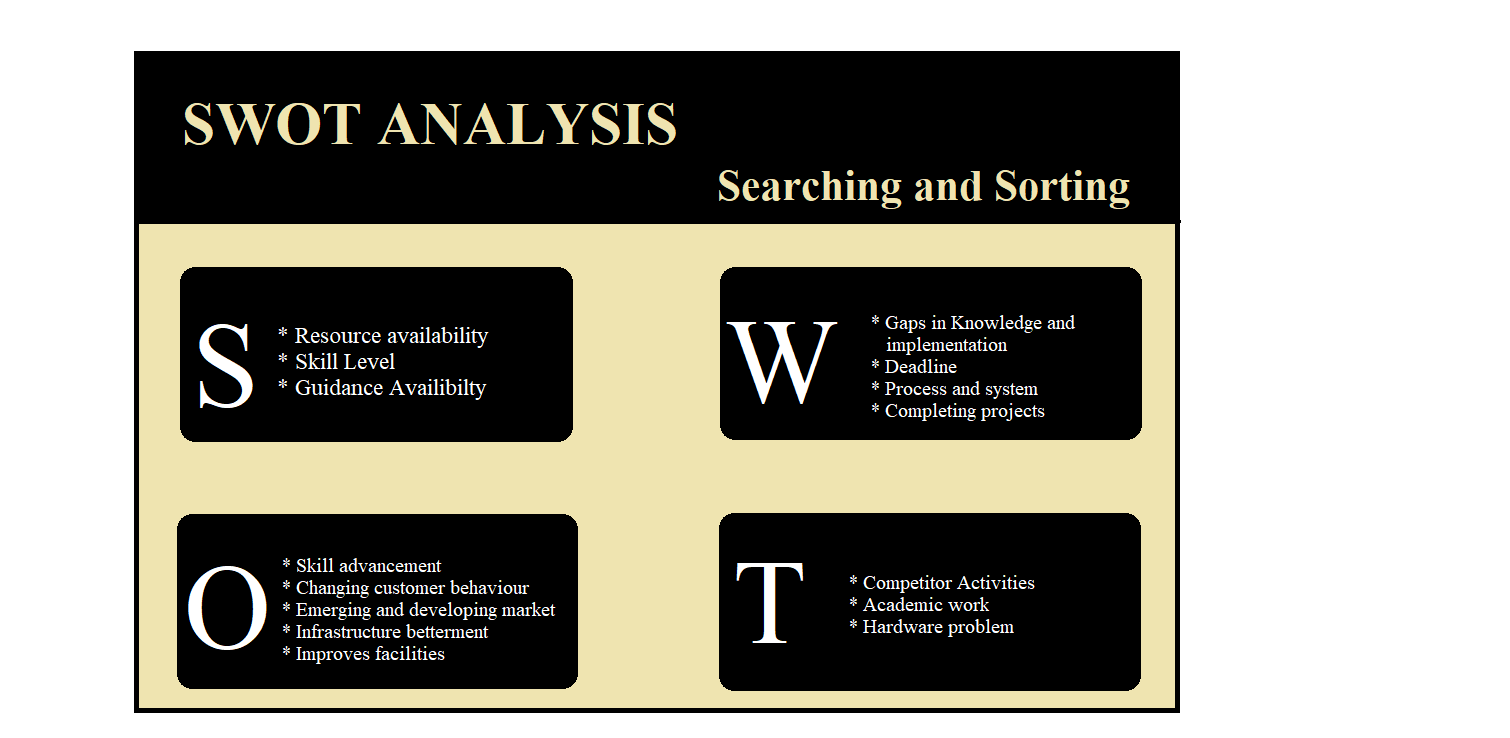 SWOT ANALYSIS
Searching and Sorting
S
* Resource availability
* Skill Level
* Guidance Availibilty
W
* Gaps in Knowledge and
implementation
* Deadline
* Process and system
* Completing projects
O
* Skill advancement
* Changing customer behaviour
* Emerging and developing market
* Infrastructure betterment
* Improves facilities
T
* Competitor Activities
* Academic work
* Hardware problem